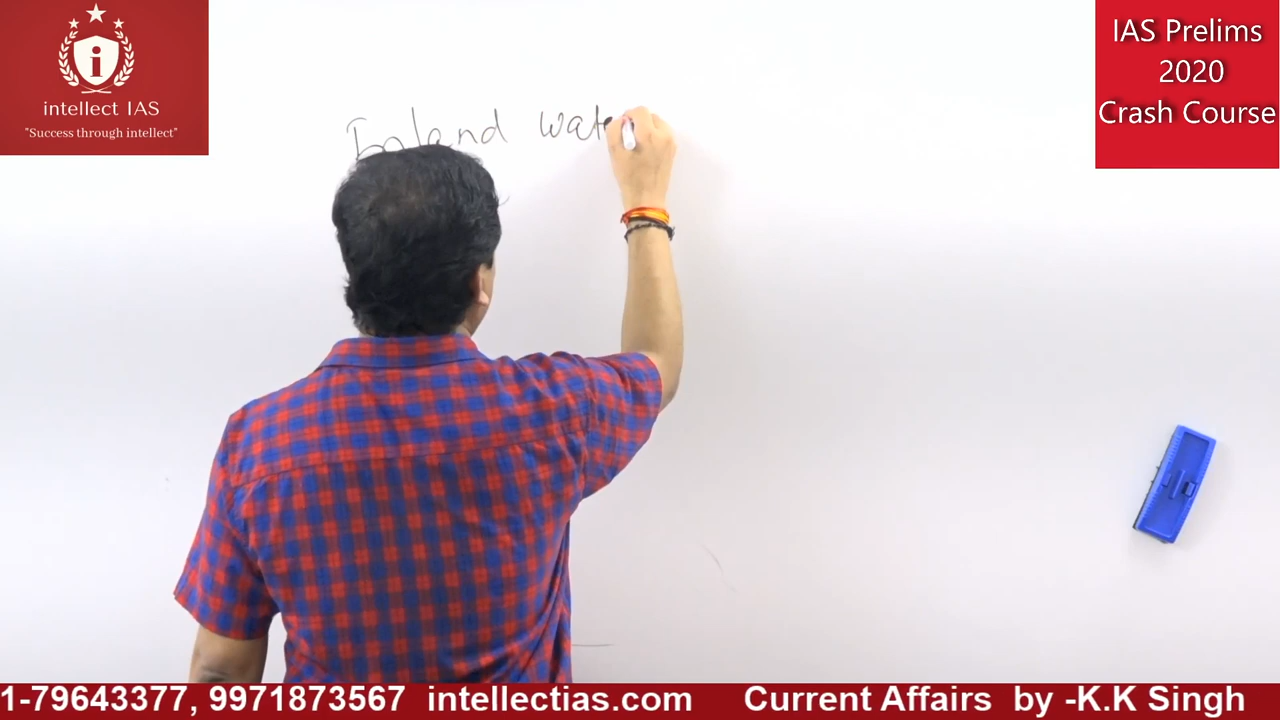 i
intellect IAS
"Success through intellect"
IAS Prelims
2020
Crash Course
Inland wate
1-79643377, 9971873567 intellectias.com Current Affairs by -K.K Singh